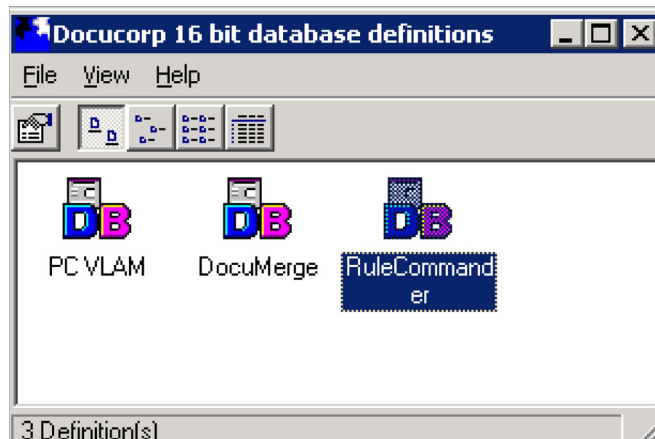 Docucorp 16 bit database definitions
File View Help
PC VLAM DocuMerge RuleCommand
er
3 Definition(s)